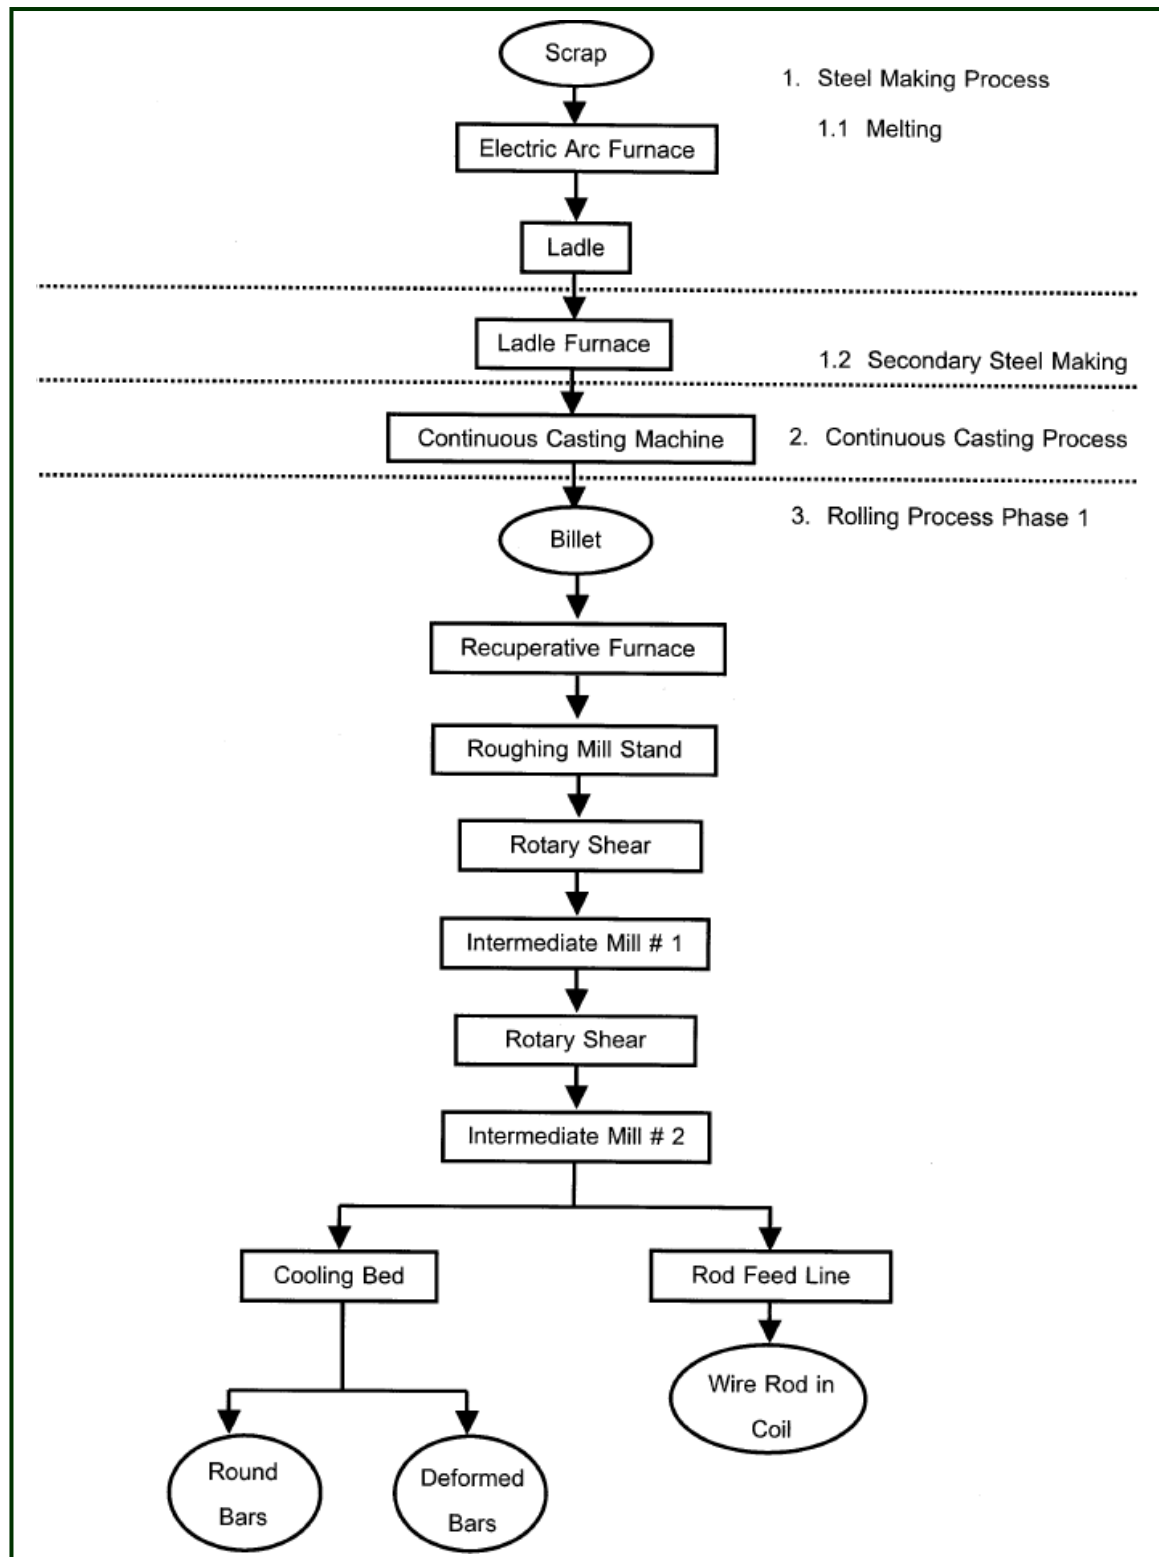 Scrap
1. Steel Making Process
1.1 Melting
Electric Arc Furnace
Ladle
Ladle Furnace
1.2 Secondary Steel Making
Continuous Casting Machine
2. Continuous Casting Process
3. Rolling Process Phase 1
Billet
Recuperative Furnace
Roughing Mill Stand
Rotary Shear
Intermediate Mill # 1
Rotary Shear
Intermediate Mill # 2
Cooling Bed
Rod Feed Line
Wire Rod in
Coil
Round
Bars
Deformed
Bars